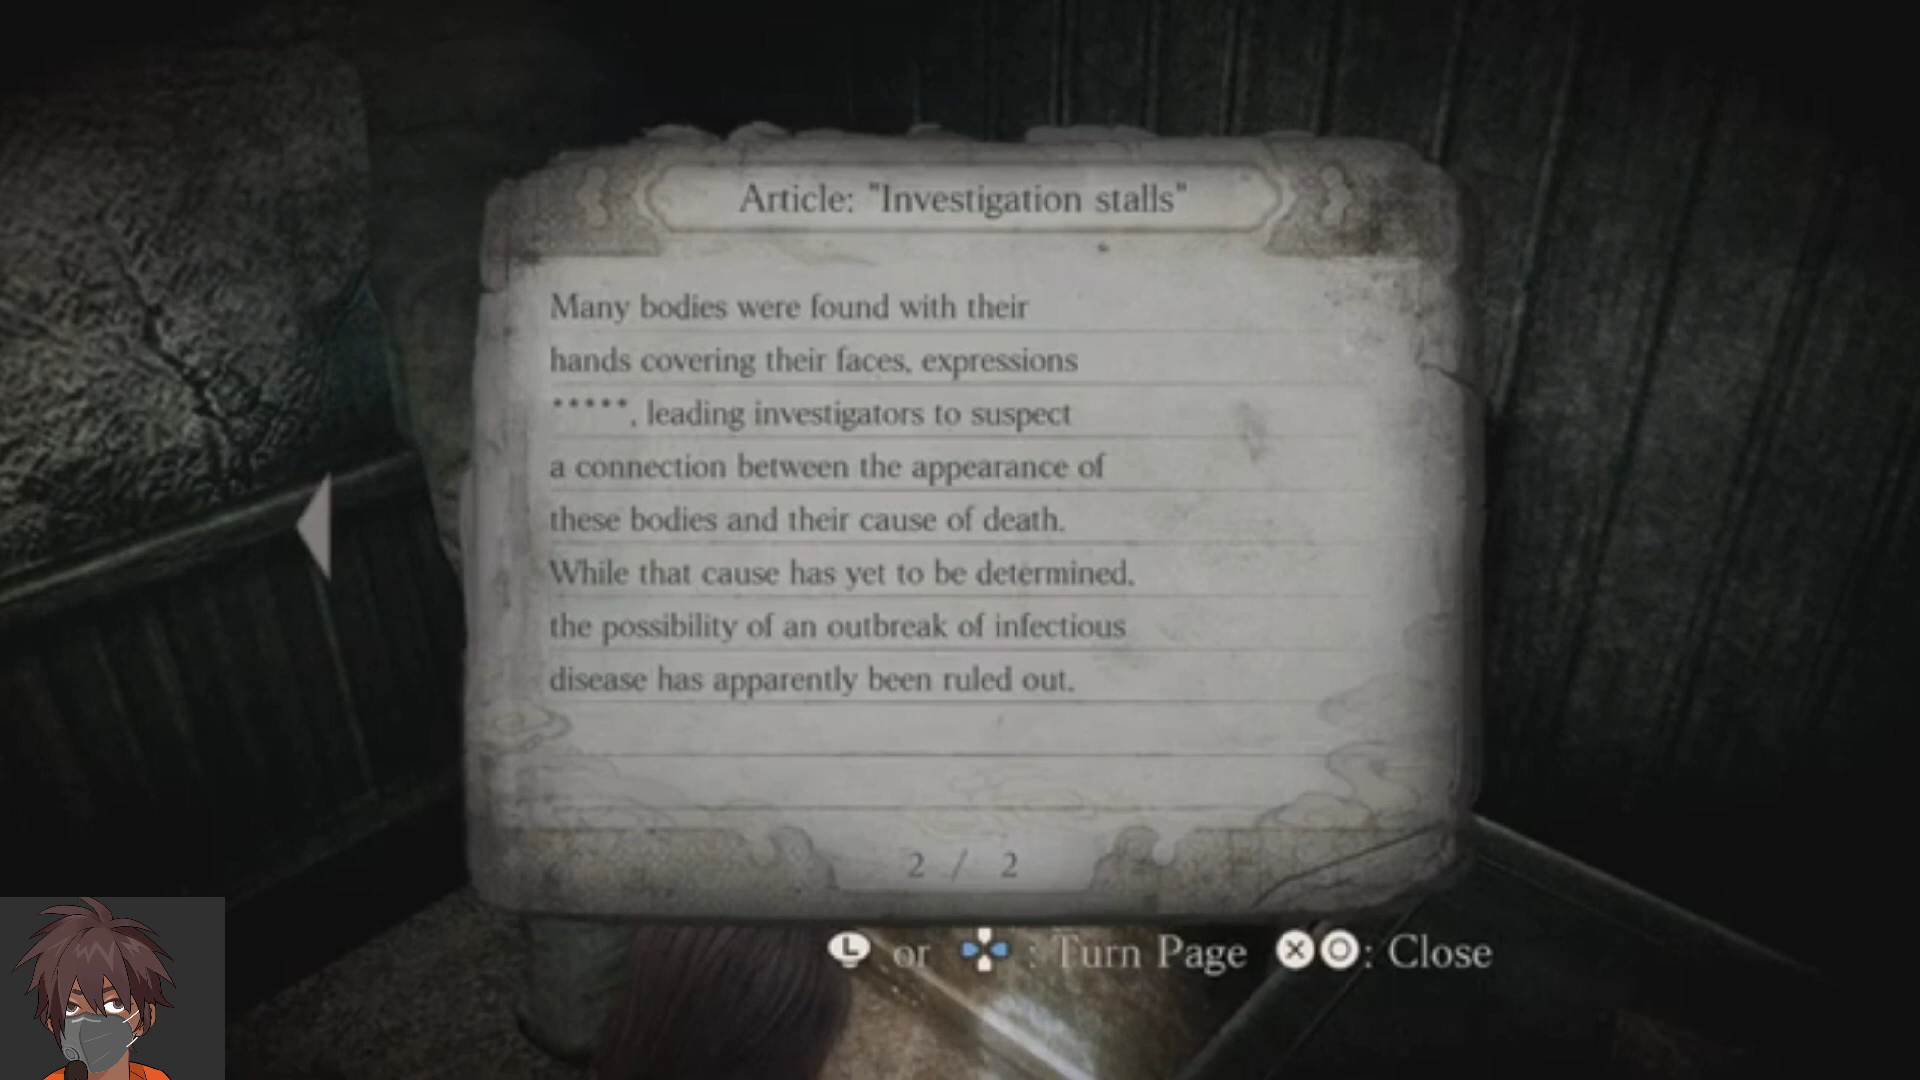 Article: "Investigation stalls"
Many bodies were found with their
hands covering their faces, expressions
*****, leading investigators to suspect
a connection between the appearance of
these bodies and their cause of death.
While that cause has yet to be determined,
the possibility of an outbreak of infectious
disease has apparently been ruled out.
2 / 2
L or : Turn Page X O: Close